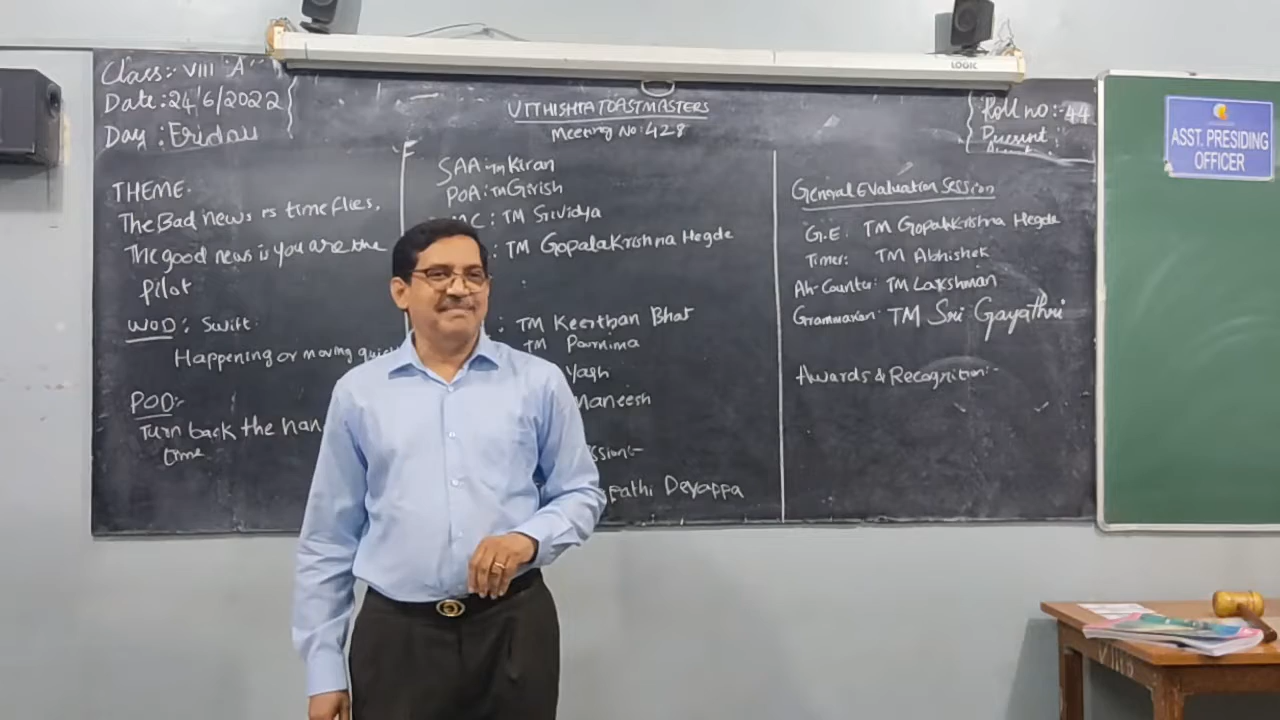 LOGIC
Class:- VIII "A"
Date: 24/6/2022
Day: Friday
UTTHISHTA TOASTMASTERS
Meeting No: 428
Roll no:- 44
Present:
ASST. PRESIDING
OFFICER
THEME.
The Bad news is time flies,
The good news is you are the
pilot
WOD: Swift.
Happening or moving
POD:-
Turn back the
time
SAA: TM Kiran
POA: TM Girish
TM Srividya
: TM Gopalakrishna Hegde
: TM Keerthan Bhat
TM Purnima
Yash
maneesh
Devappa
General Evaluation Session
G.E. TM Gopalakrishna Hegde
Timer: TM Abhishek
Ah-Counter: TM Lakshman
Grammarian: TM Sri Gayathri
Awards & Recognition:-